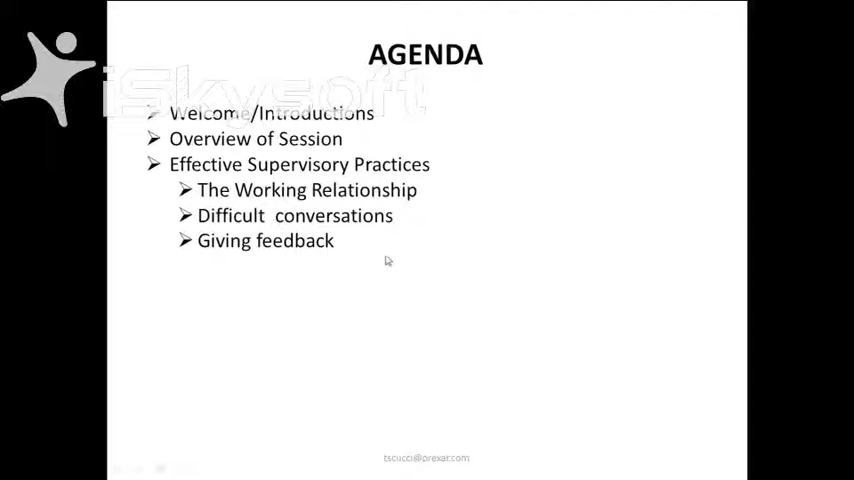 AGENDA
iSkysoft
Welcome/Introductions
Overview of Session
Effective Supervisory Practices
The Working Relationship
Difficult conversations
Giving feedback
tscucci@prexar.com